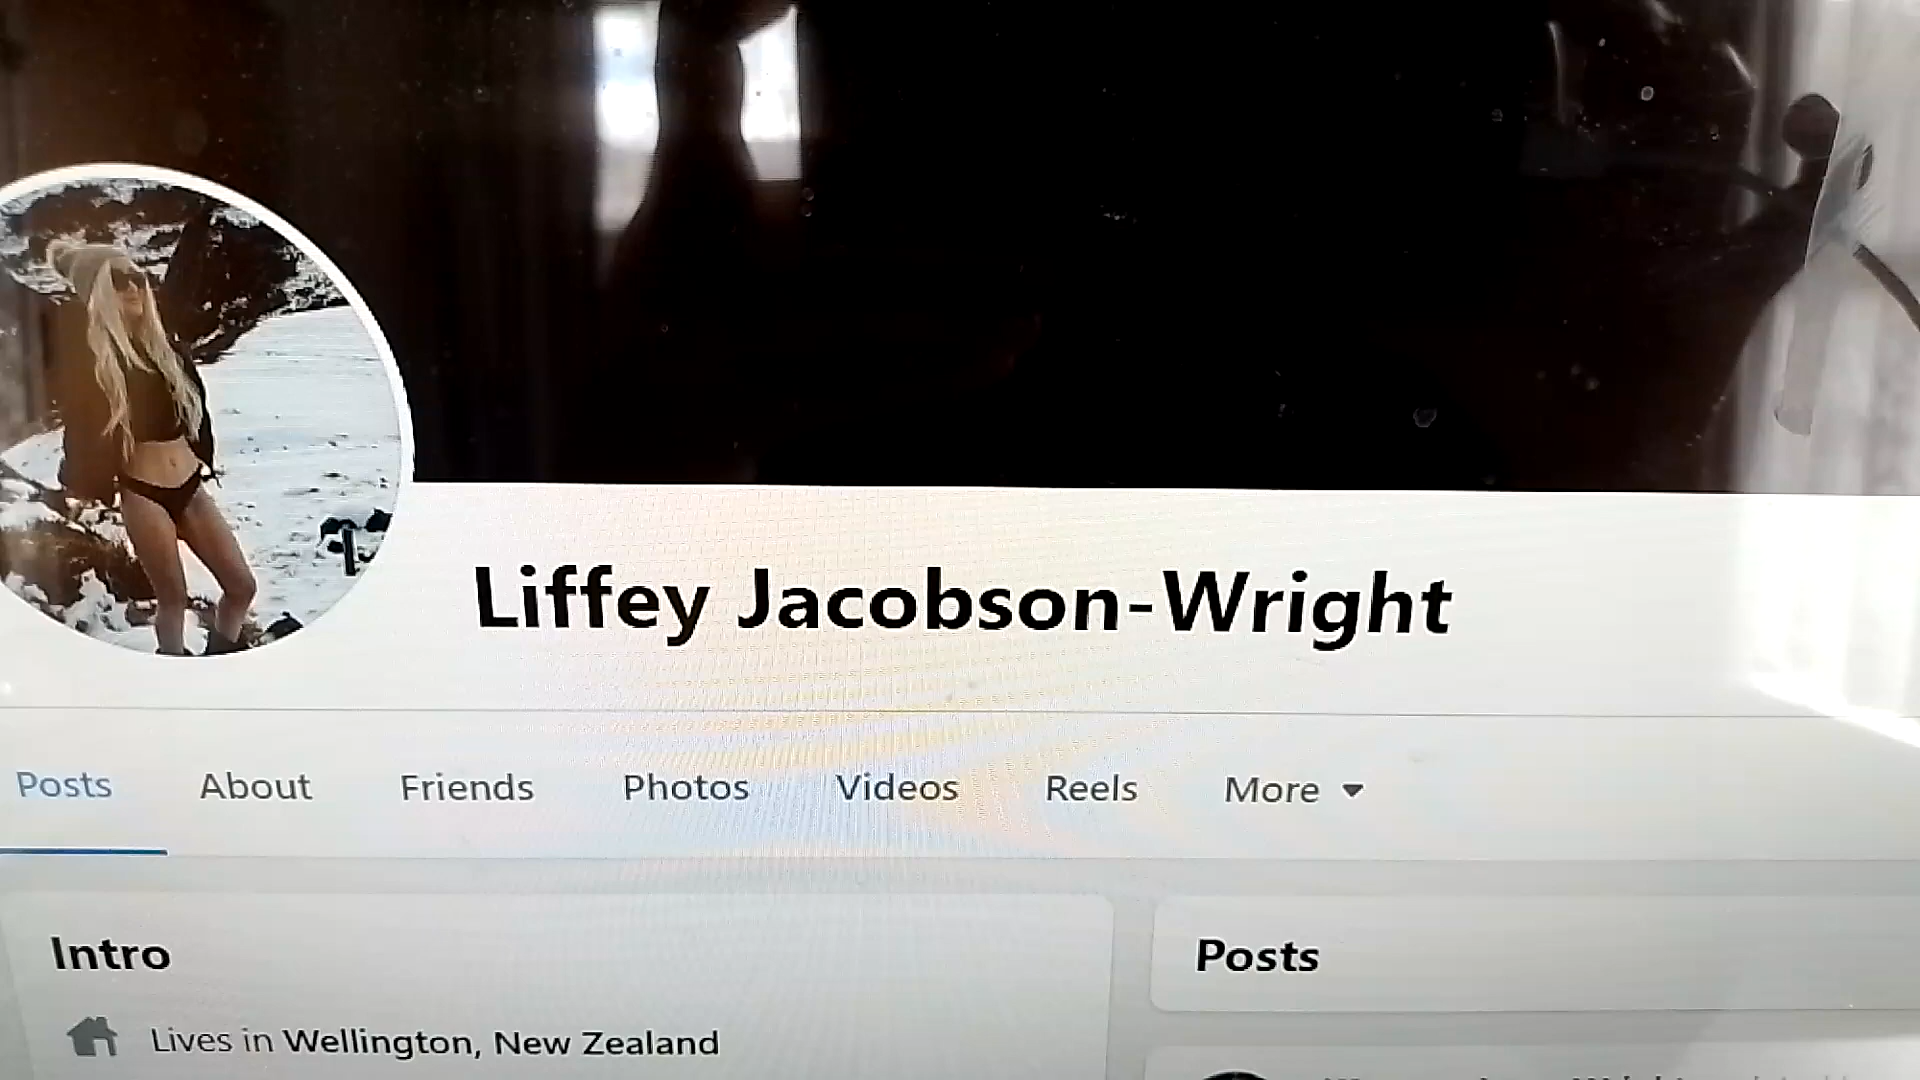 Liffey Jacobson-Wright
Posts About Friends Photos Videos Reels More
Intro
Posts
Lives in Wellington, New Zealand